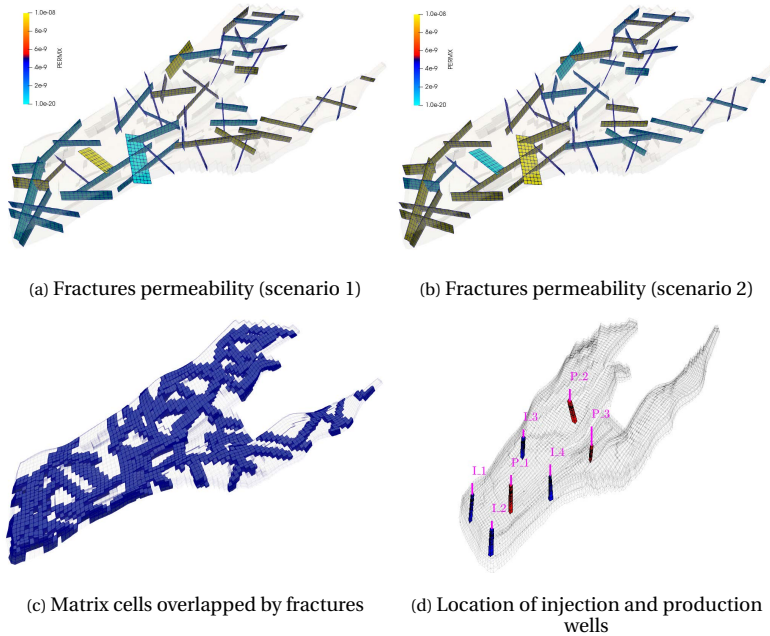 1.0e-08
8e-9
6e-9
4e-9
2e-9
1.0e-20
PERMX
1.0e-08
8e-9
6e-9
4e-9
2e-9
1.0e-20
PERMX
(a) Fractures permeability (scenario 1)
(b) Fractures permeability (scenario 2)
P_2
I_3
P_3
I_1
P_1
I_4
I_2
(c) Matrix cells overlapped by fractures
(d) Location of injection and production
wells